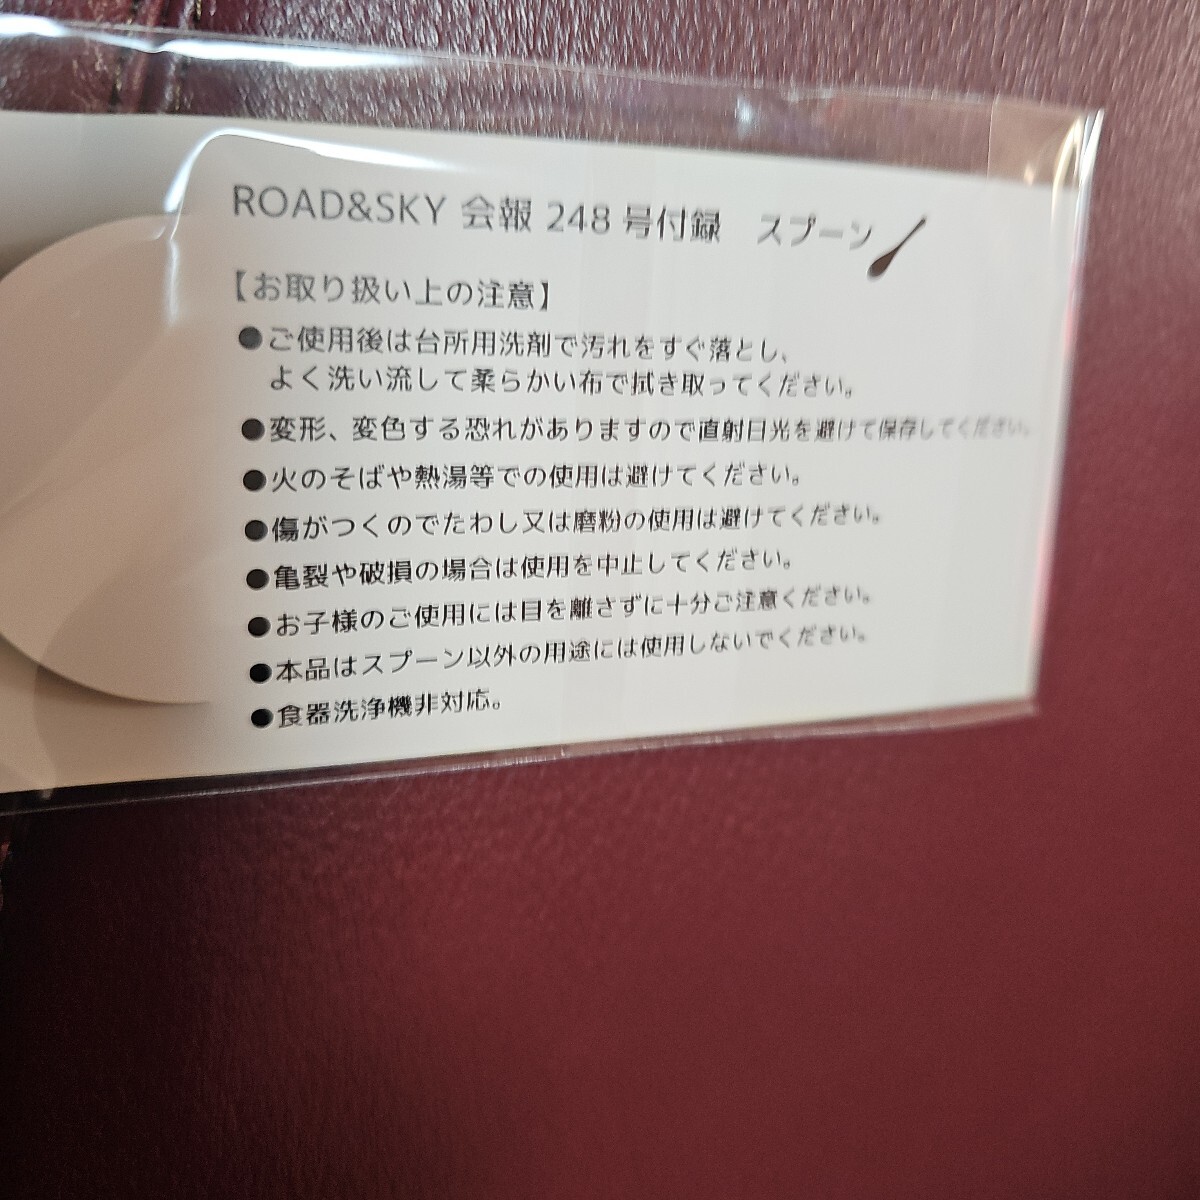 ROAD&SKY 会報 248 号付録　スプーン
【お取り扱い上の注意】
●ご使用後は台所用洗剤で汚れをすぐ落とし、
よく洗い流して柔らかい布で拭き取ってください。
●変形、変色する恐れがありますので直射日光を避けて保存してください。
●火のそばや熱湯等での使用は避けてください。
●傷がつくのでたわし又は磨粉の使用は避けてください。
●亀裂や破損の場合は使用を中止してください。
●お子様のご使用には目を離さずに十分ご注意ください。
●本品はスプーン以外の用途には使用しないでください。
●食器洗浄機非対応。